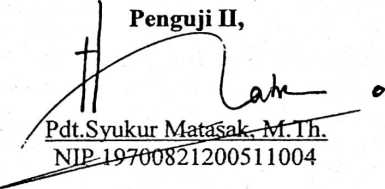 Penguji II,
Pdt.Syukur Matasak, M.Th.
NIP 19700821200511004